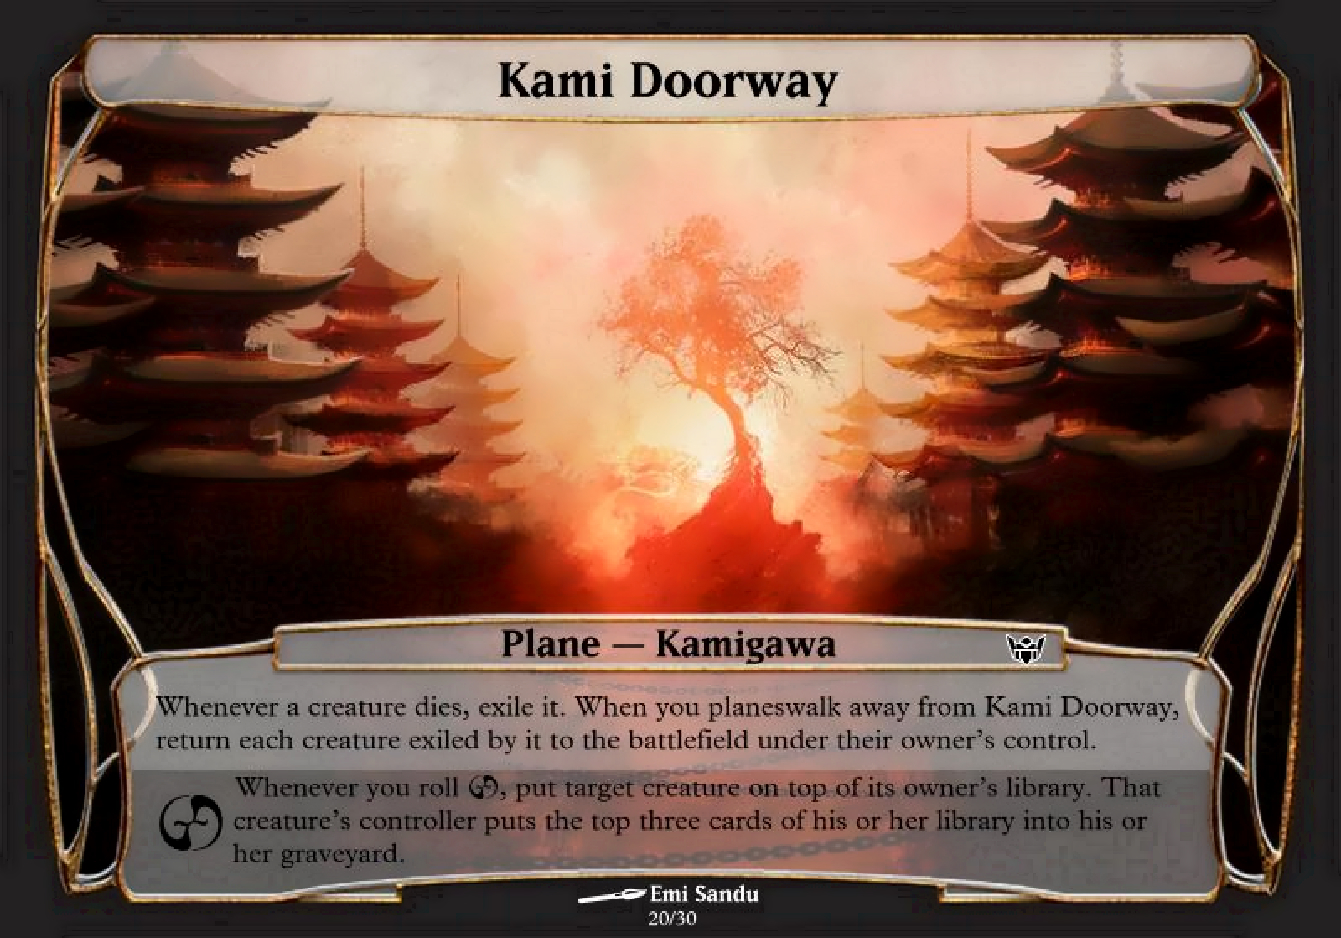 Kami Doorway
Plane — Kamigawa
Whenever a creature dies, exile it. When you planeswalk away from Kami Doorway,
return each creature exiled by it to the battlefield under their owner's control.
Whenever you roll , put target creature on top of its owner's library. That
creature's controller puts the top three cards of his or her library into his or
her graveyard.
Emi Sandu
20/30